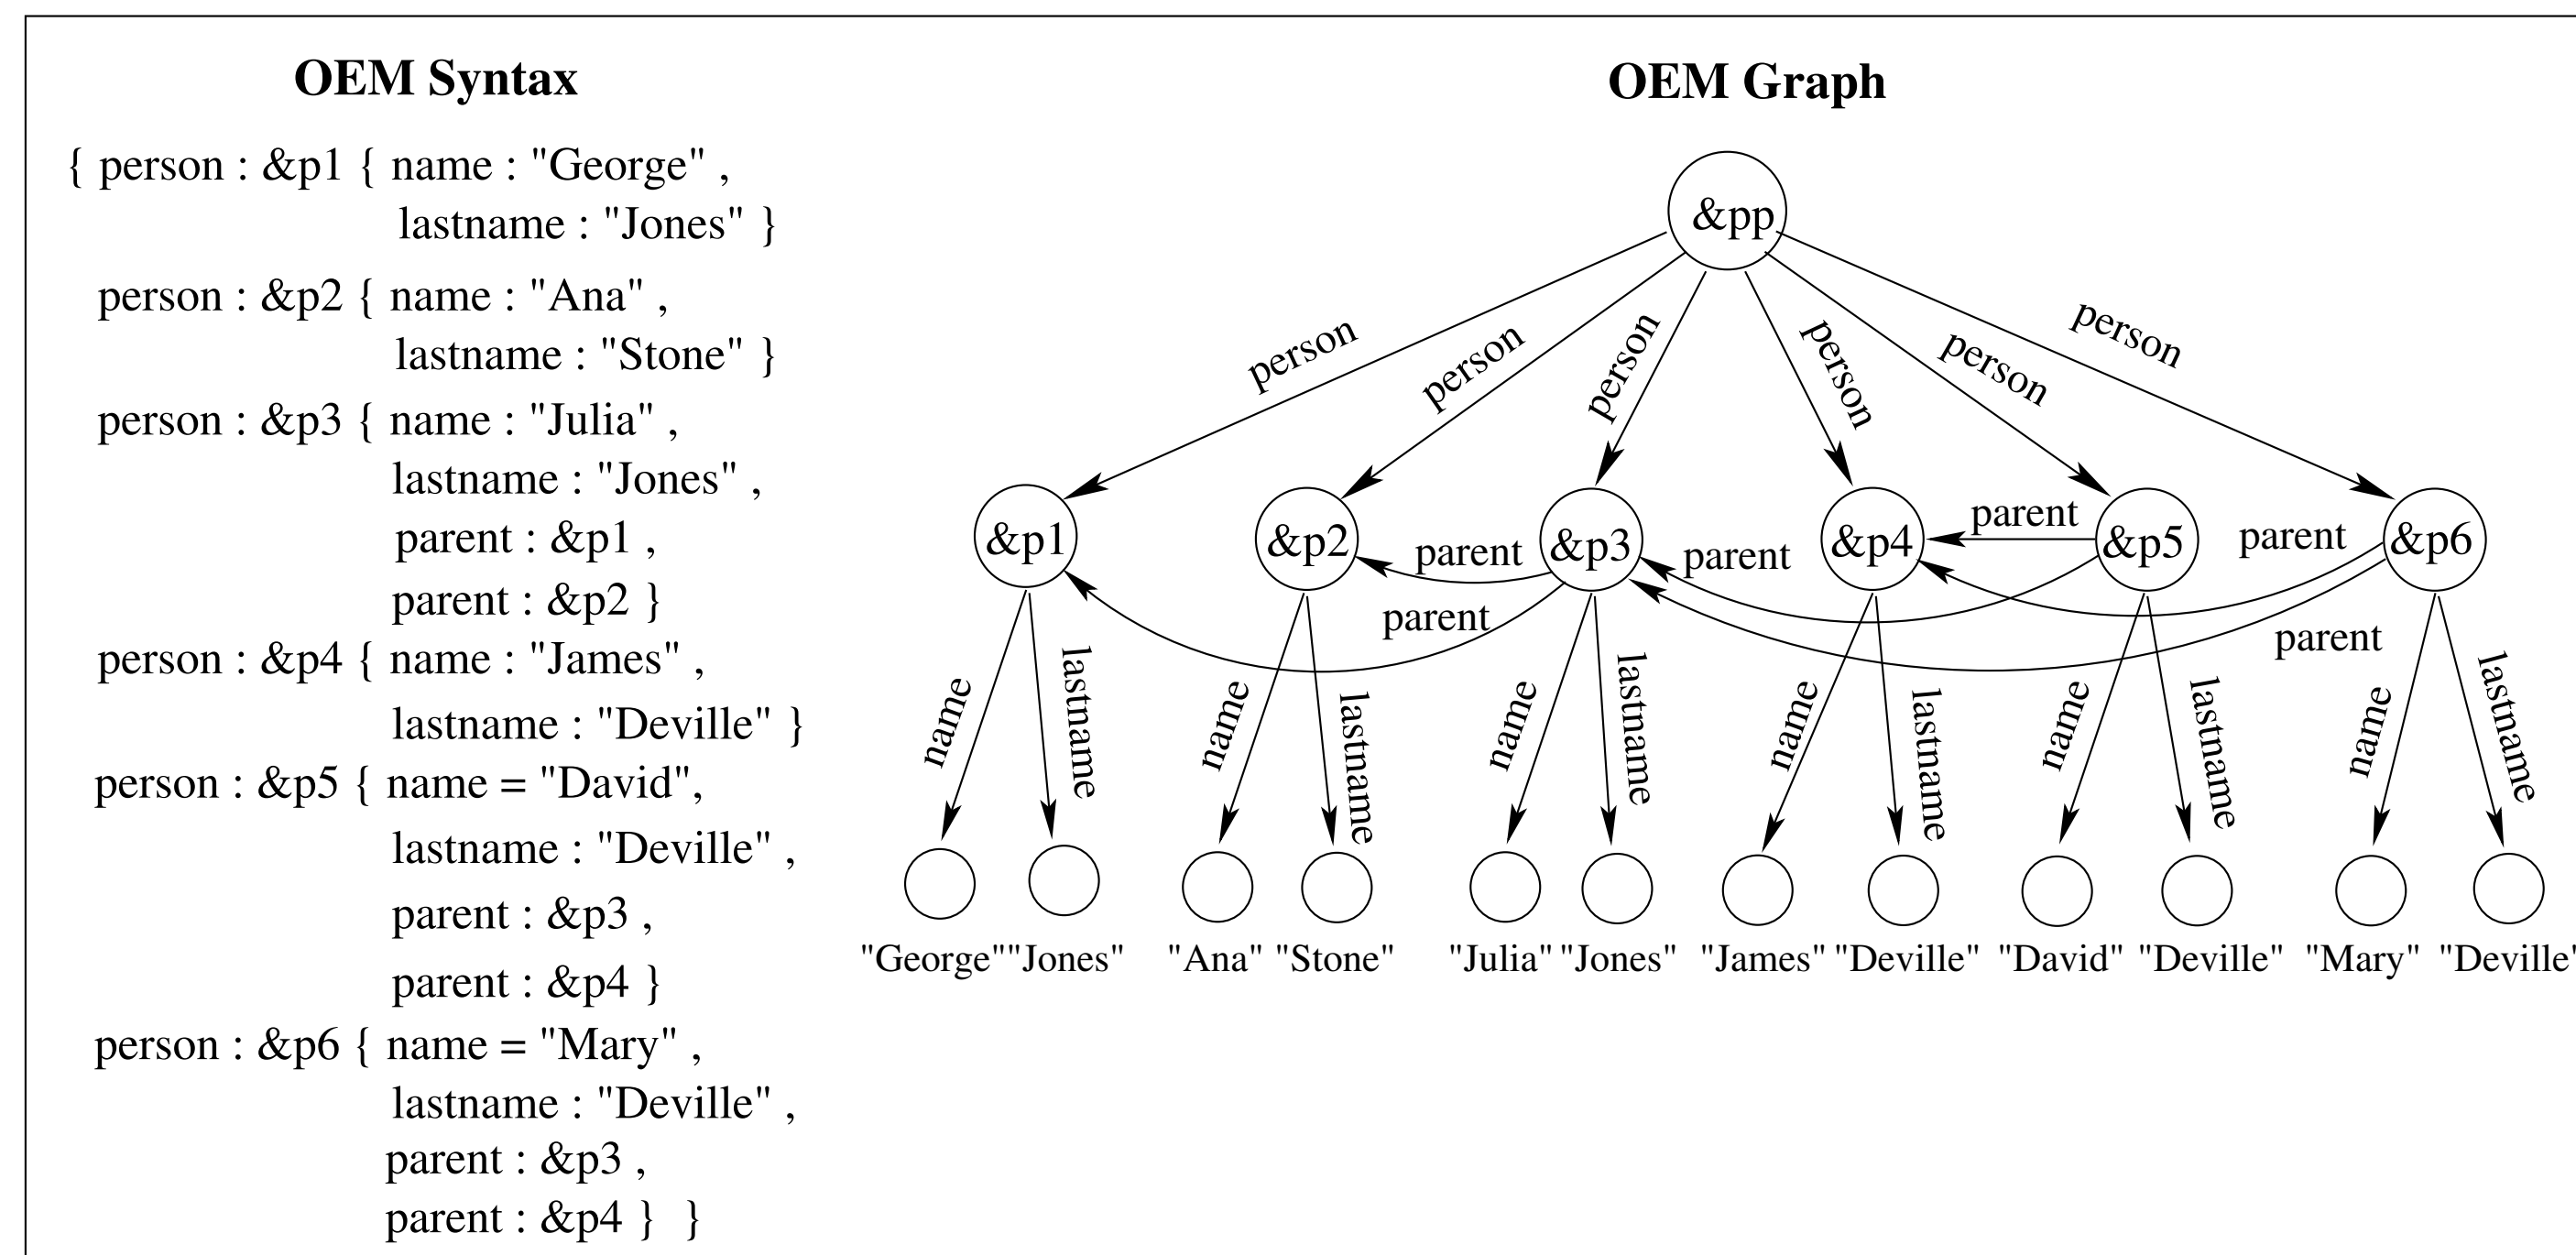 OEM Syntax
{ person : &p1 { name : "George" ,
lastname : "Jones" }
person : &p2 { name : "Ana" ,
lastname : "Stone" }
person : &p3 { name : "Julia" ,
lastname : "Jones" ,
parent : &p1 ,
parent : &p2 }
person : &p4 { name : "James" ,
lastname : "Deville" }
person : &p5 { name = "David",
lastname : "Deville" ,
parent : &p3 ,
parent : &p4 }
person : &p6 { name = "Mary" ,
lastname : "Deville" ,
parent : &p3 ,
parent : &p4 } }
OEM Graph
&pp
person person person person person person
&p1 &p2 parent &p3 parent &p4 parent &p5 parent &p6
parent parent
name lastname name lastname name lastname name lastname name lastname name lastname
"George" "Jones" "Ana" "Stone" "Julia" "Jones" "James" "Deville" "David" "Deville" "Mary" "Deville"